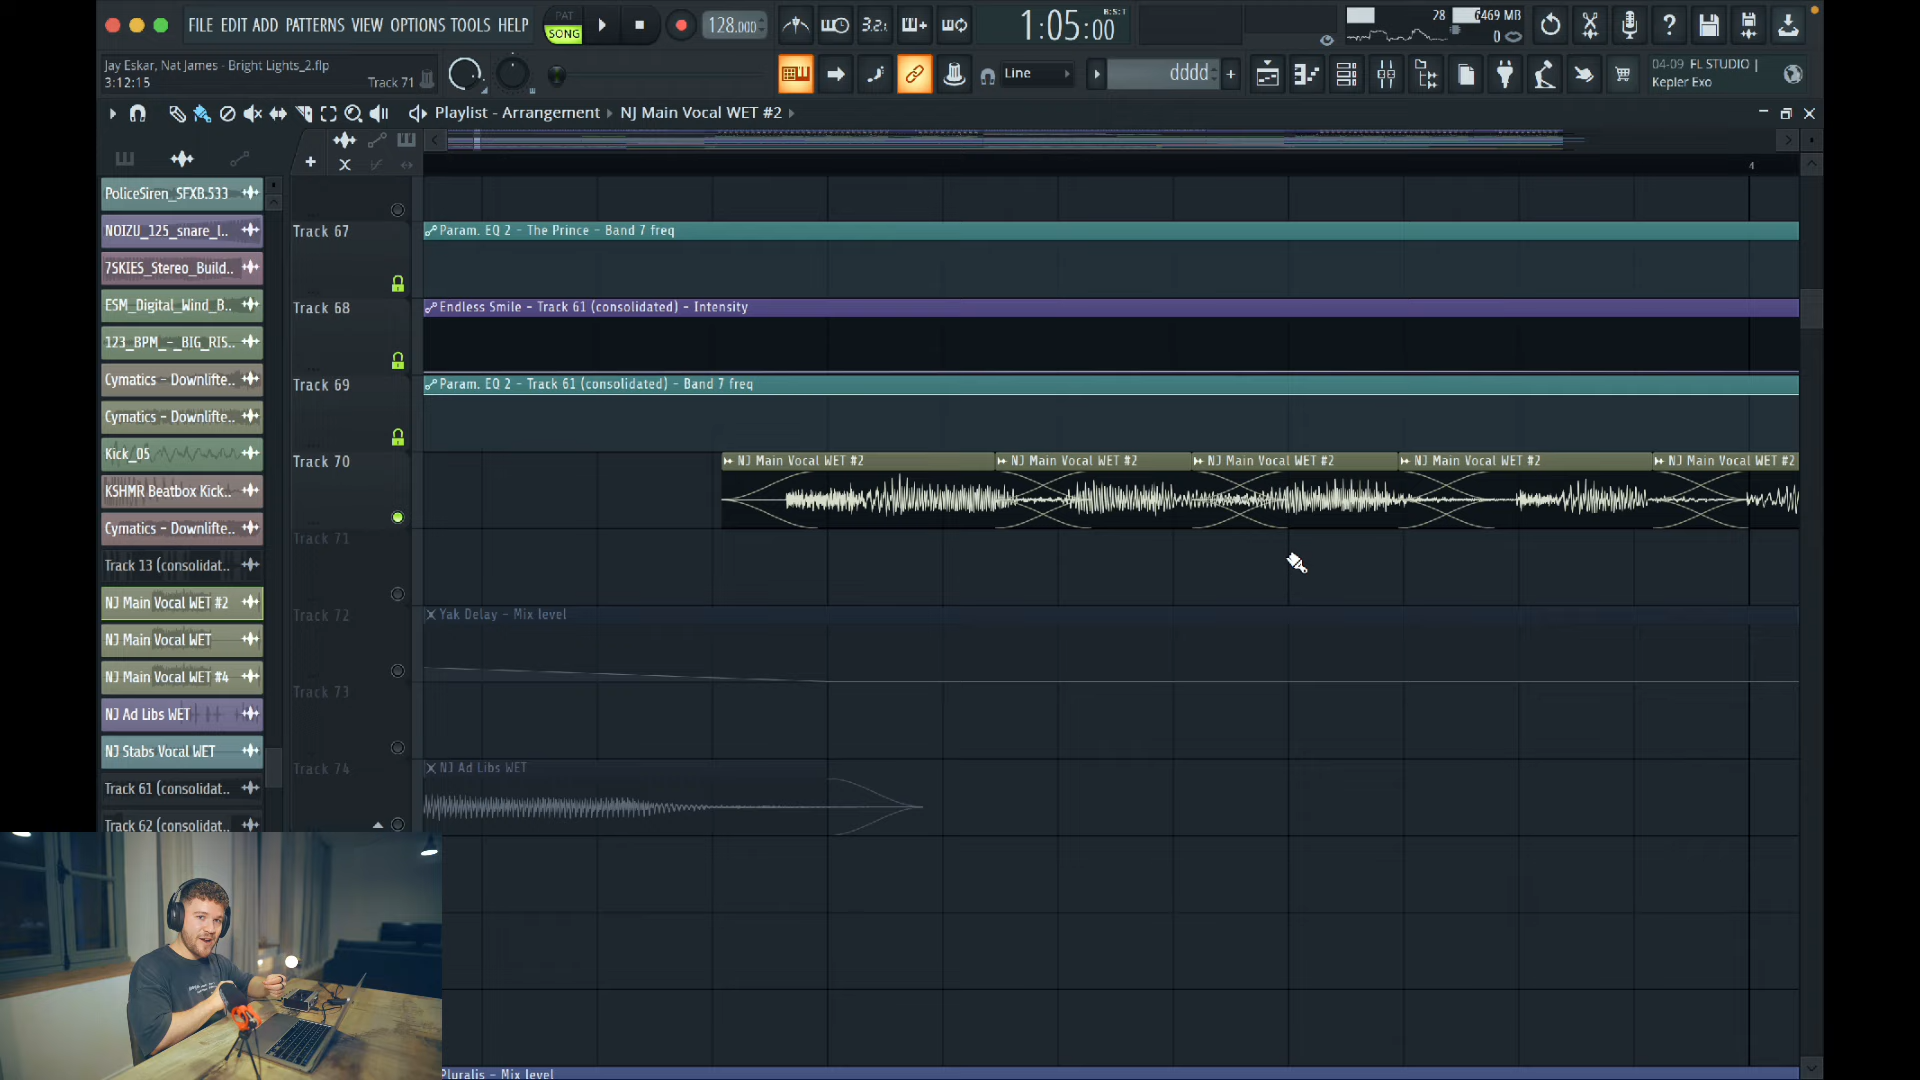 FILE EDIT ADD PATTERNS VIEW OPTIONS TOOLS HELP
PAT
SONG
128.000
3.2.
1:05:00
B:S:T
28
6469 MB
0
Jay Eskar, Nat James - Bright Lights_2.flp
3:12:15
Track 71
Line
dddd
04-09 FL STUDIO |
Kepler Exo
Playlist - Arrangement
NJ Main Vocal WET #2
4
PoliceSiren_SFXB.533
NOIZU_125_snare_l..
7SKIES_Stereo_Build..
ESM_Digital_Wind_B..
123_BPM_-_BIG_RIS..
Cymatics - Downlifte..
Cymatics - Downlifte..
Kick_05
KSHMR Beatbox Kick..
Cymatics - Downlifte..
Track 13 (consolidat..
NJ Main Vocal WET #2
NJ Main Vocal WET
NJ Main Vocal WET #4
NJ Ad Libs WET
NJ Stabs Vocal WET
Track 61 (consolidat..
Track 62 (consolidat..
Track 67
Param. EQ 2 - The Prince - Band 7 freq
Track 68
Endless Smile - Track 61 (consolidated) - Intensity
Track 69
Param. EQ 2 - Track 61 (consolidated) - Band 7 freq
Track 70
NJ Main Vocal WET #2
NJ Main Vocal WET #2
NJ Main Vocal WET #2
NJ Main Vocal WET #2
NJ Main Vocal WET #2
Track 71
Track 72
Yak Delay - Mix level
Track 73
Track 74
NJ Ad Libs WET
Pluralis - Mix level